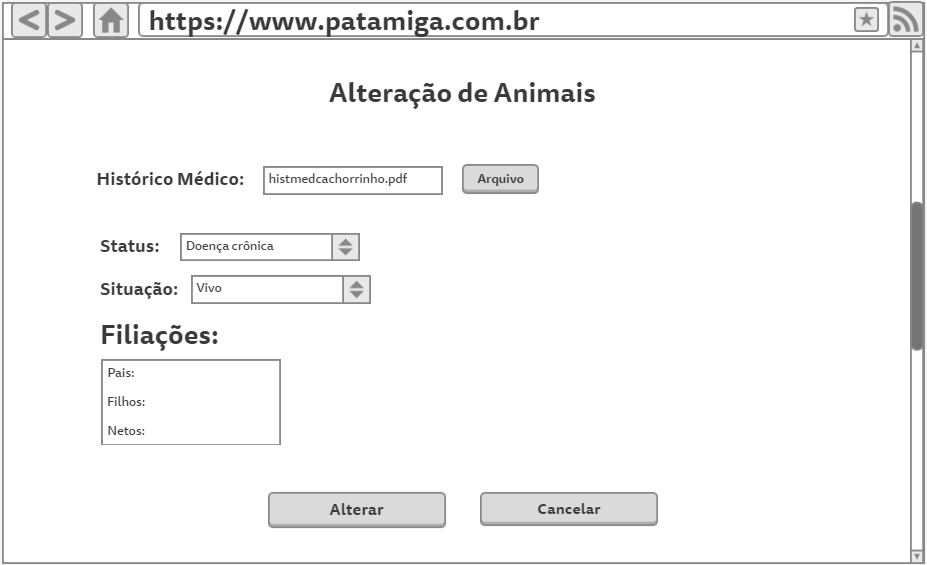 https://www.patamiga.com.br
Alteração de Animais
Histórico Médico: histmedcachorrinho.pdf Arquivo
Status: Doença crônica
Situação: Vivo
Filiações:
Pais:
Filhos:
Netos:
Alterar Cancelar